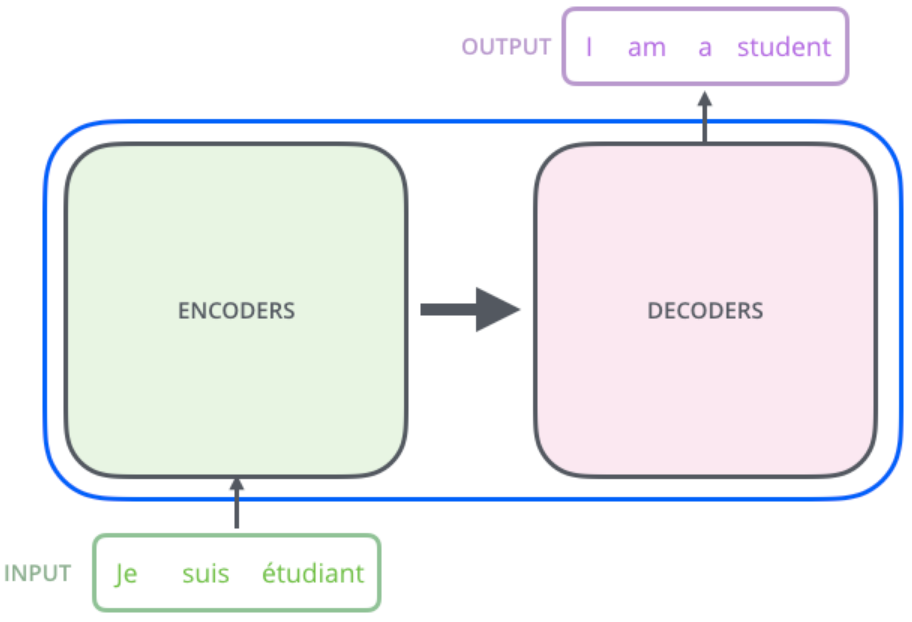 OUTPUT I am a student
ENCODERS DECODERS
INPUT Je suis étudiant